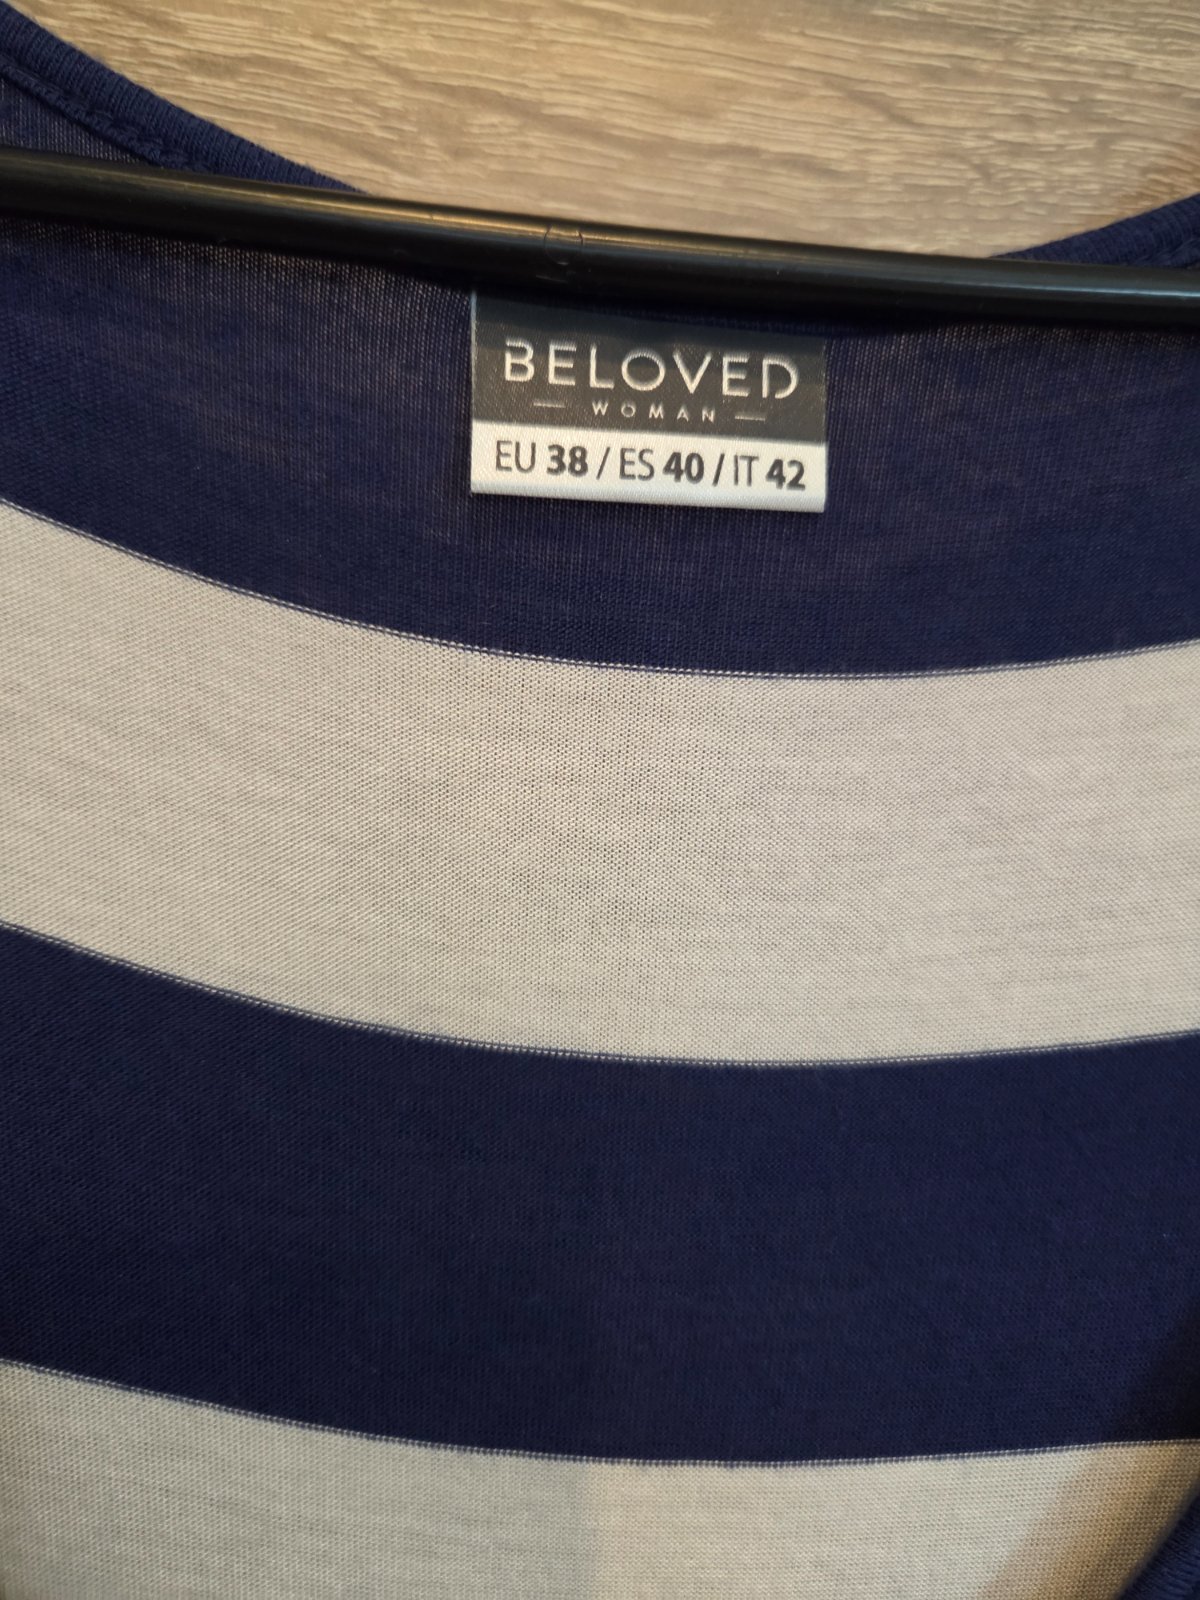 BELOVED
— WOMAN —
EU 38 / ES 40 / IT 42